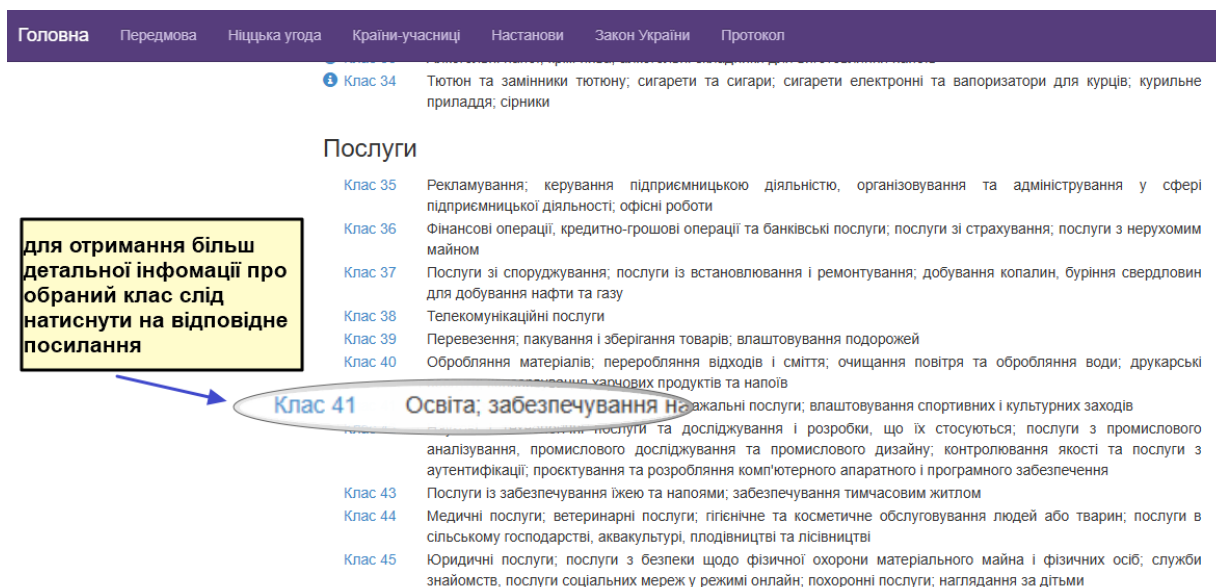 Головна Передмова Ніццька угода Країни-учасниці Настанови Закон України Протокол
Клас 34 Тютюн та замінники тютюну; сигарети та сигари; сигарети електронні та вапоризатори для курців; курильне
приладдя; сірники
Послуги
Клас 35 Рекламування; керування підприємницькою діяльністю, організовування та адміністрування у сфері
підприємницької діяльності; офісні роботи
Клас 36 Фінансові операції, кредитно-грошові операції та банківські послуги; послуги зі страхування; послуги з нерухомим
майном
Клас 37 Послуги зі споруджування; послуги із встановлювання і ремонтування; добування копалин, буріння свердловин
для добування нафти та газу
Клас 38 Телекомунікаційні послуги
Клас 39 Перевезення; пакування і зберігання товарів; влаштовування подорожей
Клас 40 Обробляння матеріалів; переробляння відходів і сміття; очищання повітря та обробляння води; друкарські
харчових продуктів та напоїв
Клас 41 Освіта; забезпечування на
послуги; влаштовування спортивних і культурних заходів
послуги та досліджування і розробки, що їх стосуються; послуги з промислового
аналізування, промислового досліджування та промислового дизайну; контролювання якості та послуги з
аутентифікації; проєктування та розробляння комп'ютерного апаратного і програмного забезпечення
Клас 43 Послуги із забезпечування їжею та напоями; забезпечування тимчасовим житлом
Клас 44 Медичні послуги; ветеринарні послуги; гігієнічне та косметичне обслуговування людей або тварин; послуги в
сільському господарстві, аквакультурі, плодівництві та лісівництві
Клас 45 Юридичні послуги; послуги з безпеки щодо фізичної охорони матеріального майна і фізичних осіб; служби
знайомств, послуги соціальних мереж у режимі онлайн; похоронні послуги; наглядання за дітьми
для отримання більш
детальної інфомації про
обраний клас слід
натиснути на відповідне
посилання